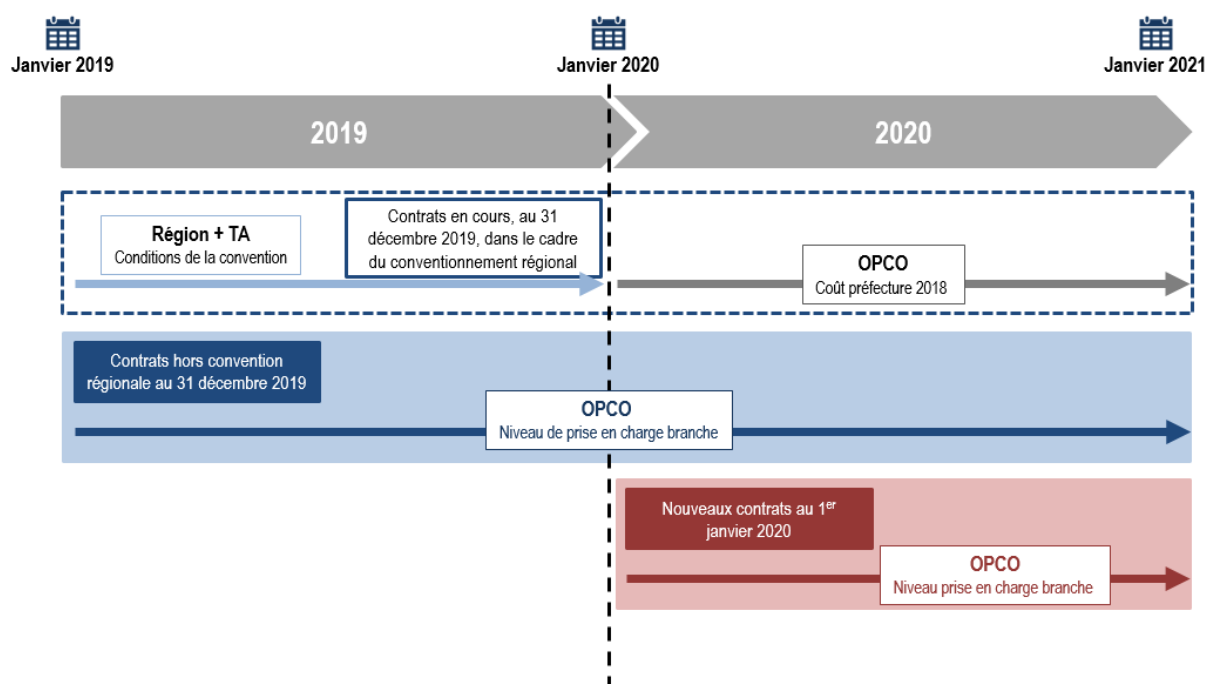 Janvier 2019
Janvier 2020
Janvier 2021
2019
2020
Région + TA
Conditions de la convention
Contrats en cours, au 31
décembre 2019, dans le cadre
du conventionnement régional
OPCO
Coût préfecture 2018
Contrats hors convention
régionale au 31 décembre 2019
OPCO
Niveau de prise en charge branche
Nouveaux contrats au 1er
janvier 2020
OPCO
Niveau prise en charge branche